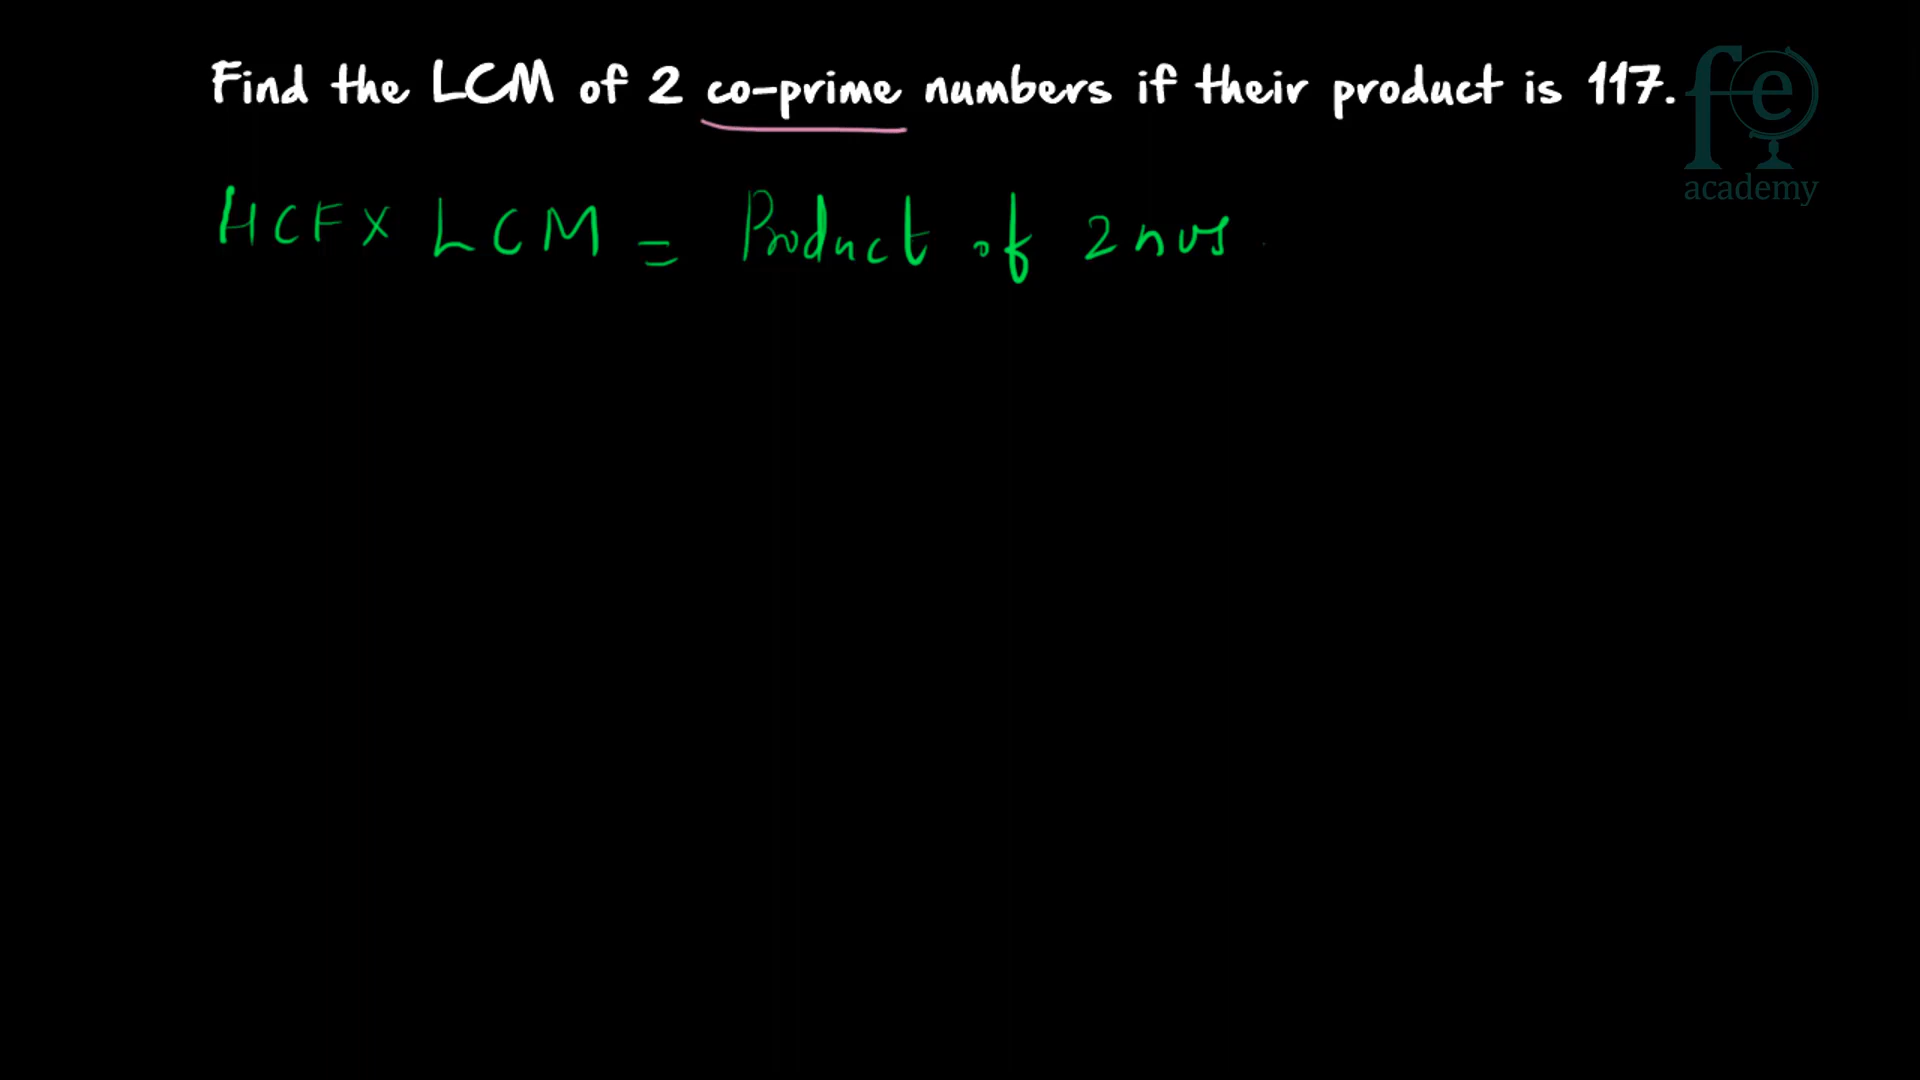 Find the LCM of 2 co-prime numbers if their product is 117.
fe
academy
HCF X LCM = Product of 2 nos